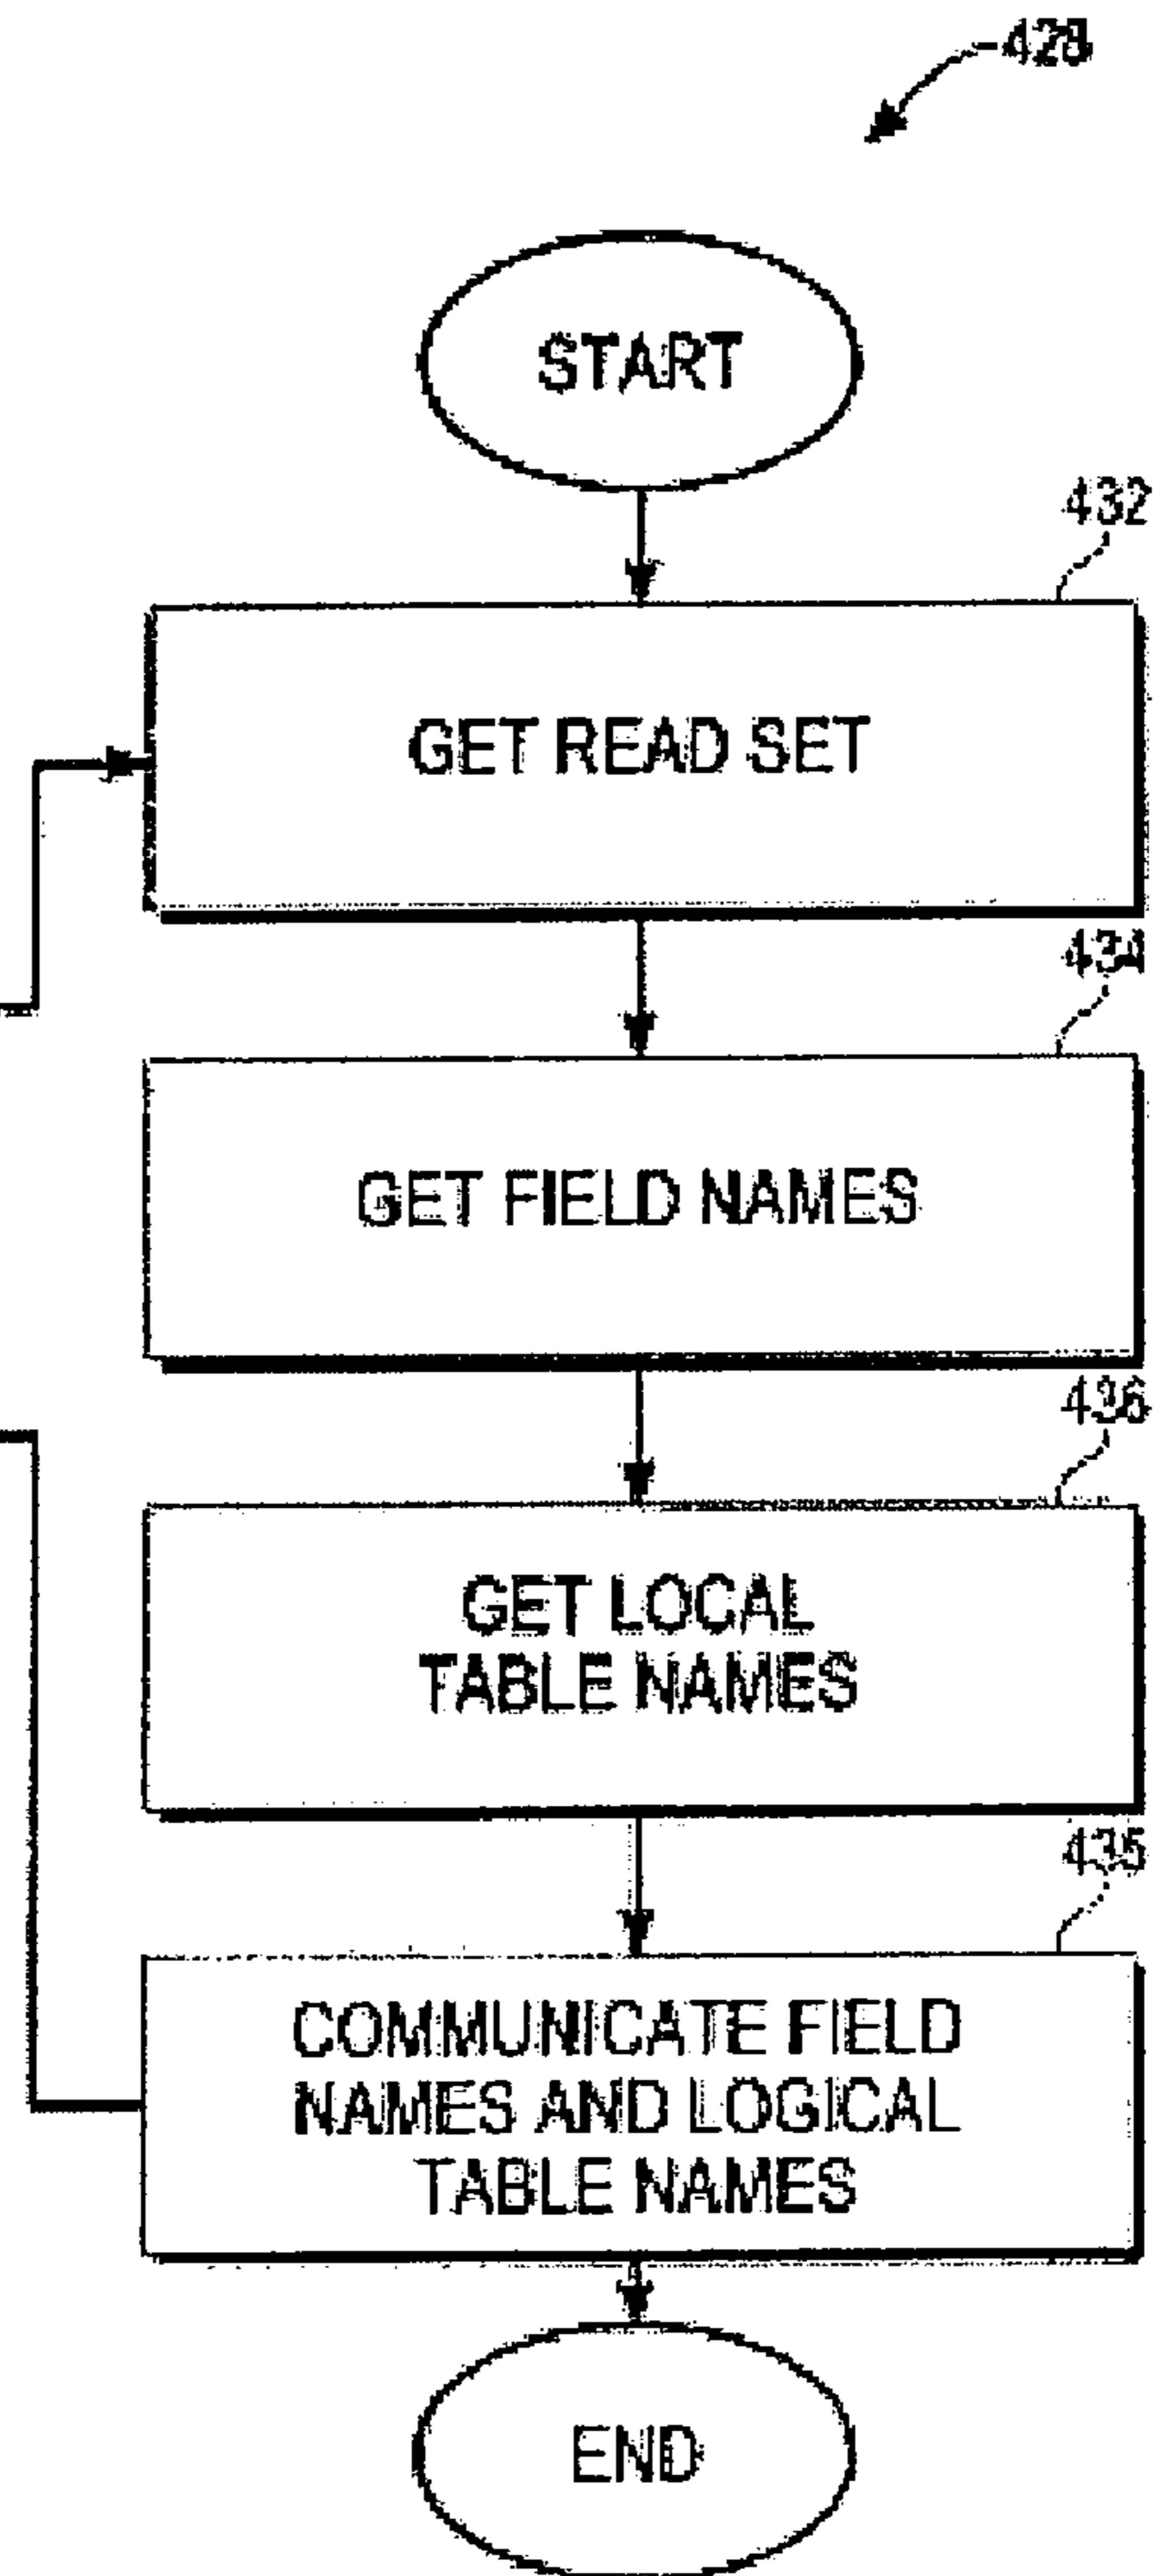 428
START
432
GET READ SET
434
GET FIELD NAMES
436
GET LOCAL
TABLE NAMES
435
COMMUNICATE FIELD
NAMES AND LOGICAL
TABLE NAMES
END